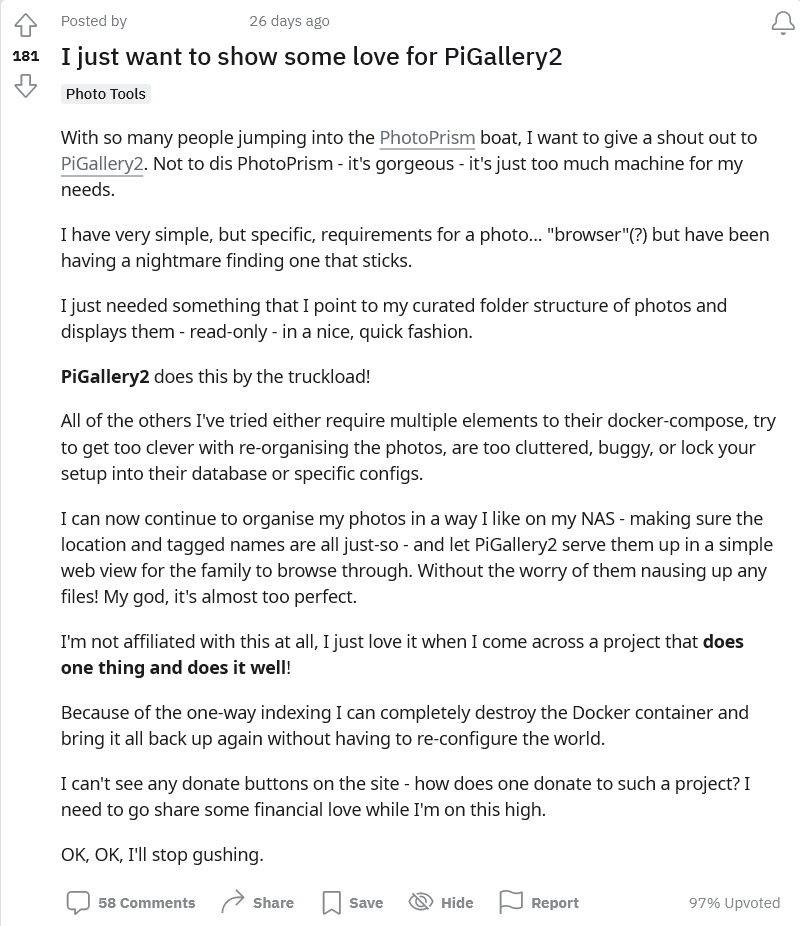 Posted by 26 days ago
181
I just want to show some love for PiGallery2
Photo Tools
With so many people jumping into the PhotoPrism boat, I want to give a shout out to
PiGallery2. Not to dis PhotoPrism - it's gorgeous - it's just too much machine for my
needs.
I have very simple, but specific, requirements for a photo... "browser"(?) but have been
having a nightmare finding one that sticks.
I just needed something that I point to my curated folder structure of photos and
displays them - read-only - in a nice, quick fashion.
PiGallery2 does this by the truckload!
All of the others I've tried either require multiple elements to their docker-compose, try
to get too clever with re-organising the photos, are too cluttered, buggy, or lock your
setup into their database or specific configs.
I can now continue to organise my photos in a way I like on my NAS - making sure the
location and tagged names are all just-so - and let PiGallery2 serve them up in a simple
web view for the family to browse through. Without the worry of them nausing up any
files! My god, it's almost too perfect.
I'm not affiliated with this at all, I just love it when I come across a project that does
one thing and does it well!
Because of the one-way indexing I can completely destroy the Docker container and
bring it all back up again without having to re-configure the world.
I can't see any donate buttons on the site - how does one donate to such a project? I
need to go share some financial love while I'm on this high.
OK, OK, I'll stop gushing.
58 Comments Share Save Hide Report 97% Upvoted